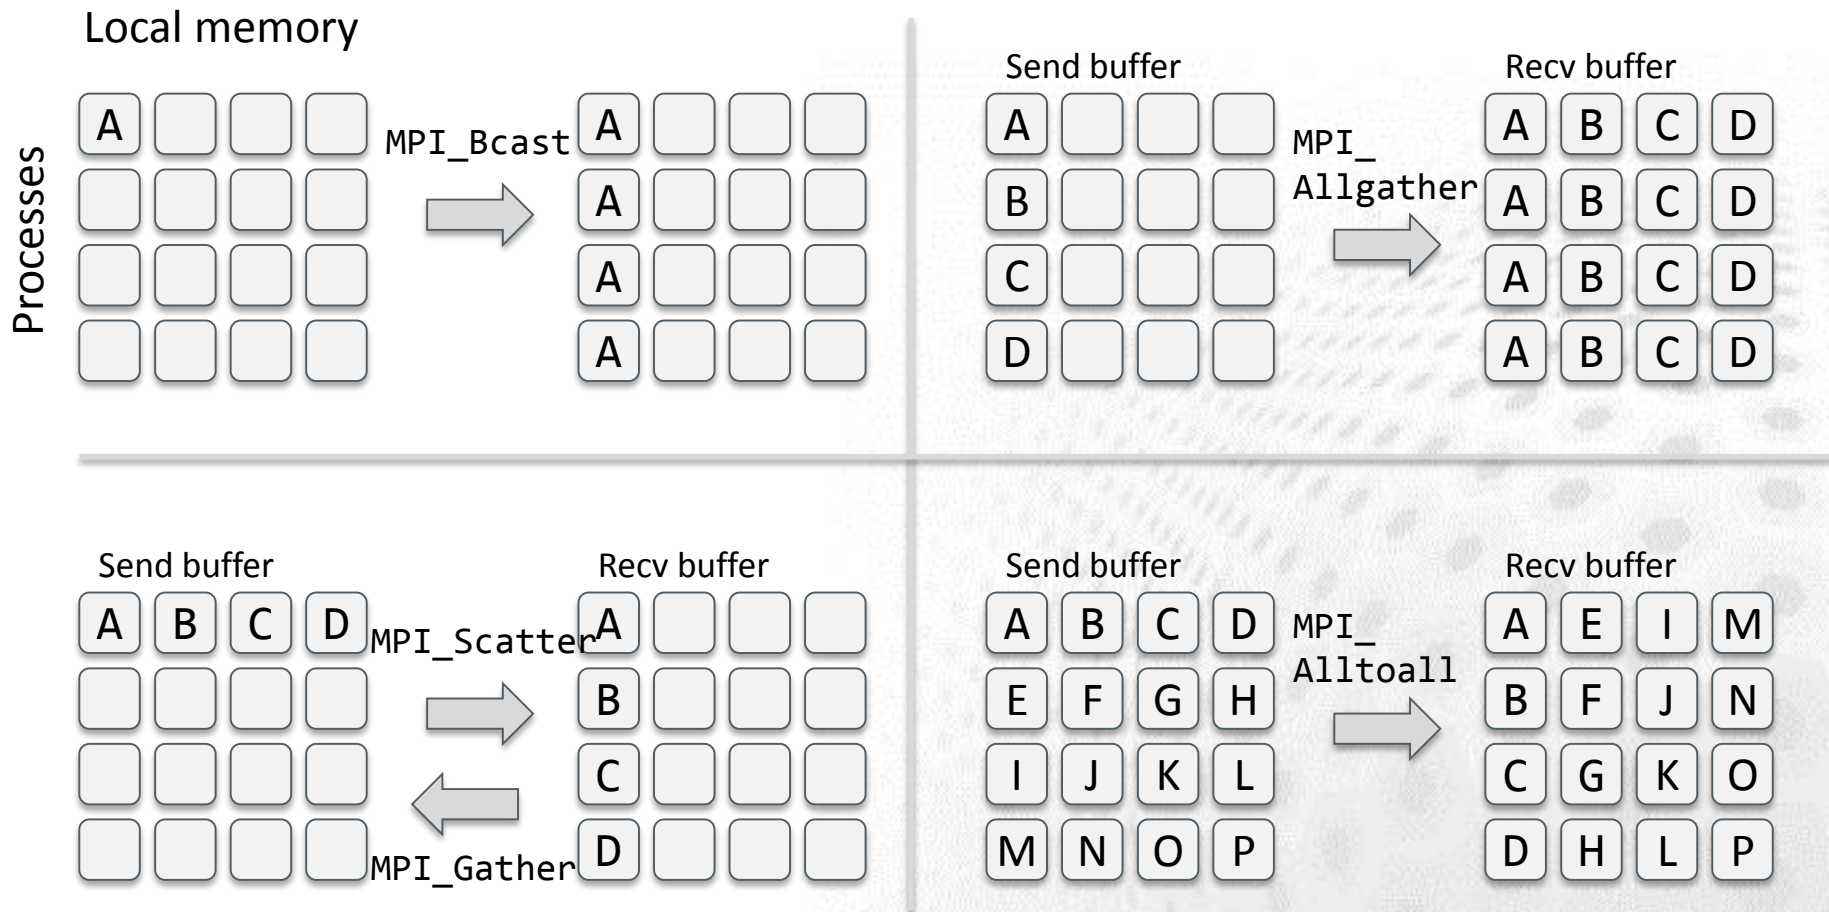 Local memory
Processes
A
MPI_Bcast
A
A
A
A
Send buffer
Recv buffer
A
B
C
D
MPI_
Allgather
A B C D
A B C D
A B C D
A B C D
Send buffer
Recv buffer
A B C D
MPI_Scatter
MPI_Gather
A
B
C
D
Send buffer
Recv buffer
A B C D
E F G H
I J K L
M N O P
MPI_
Alltoall
A E I M
B F J N
C G K O
D H L P